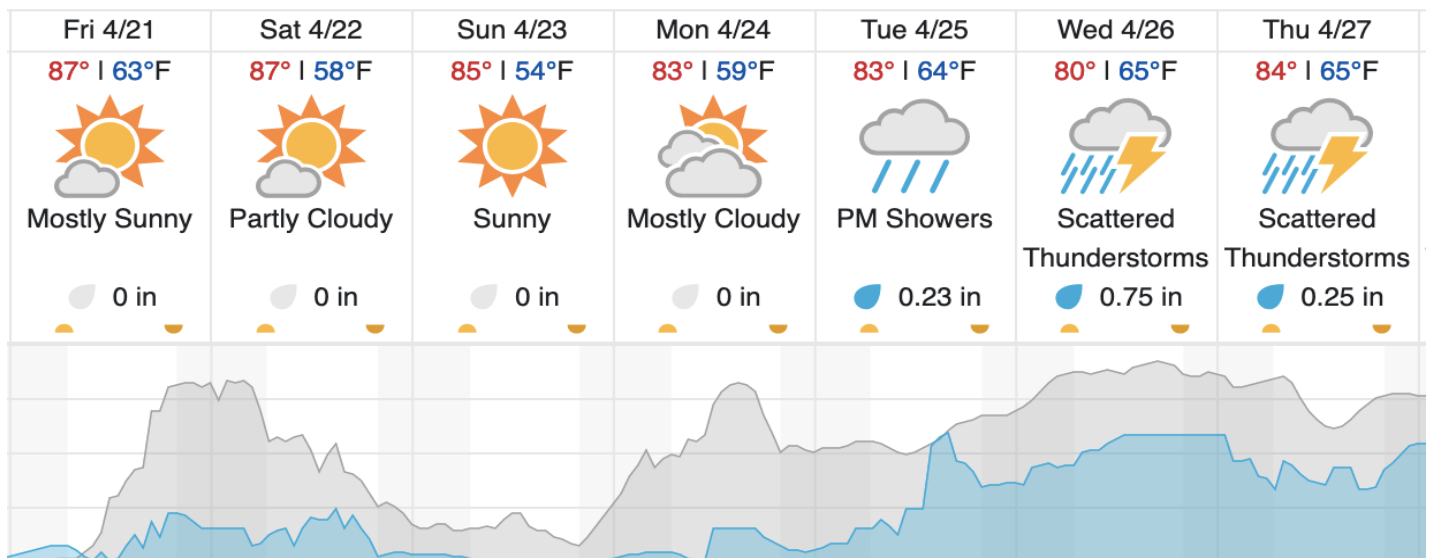 Fri 4/21
Sat 4/22
Sun 4/23
Mon 4/24
Tue 4/25
Wed 4/26
Thu 4/27
87° | 63°F
87° | 58°F
85° | 54°F
83° | 59°F
83° | 64°F
80° | 65°F
84° | 65°F
Mostly Sunny
Partly Cloudy
Sunny
Mostly Cloudy
PM Showers
Scattered
Thunderstorms
Scattered
Thunderstorms
0 in
0 in
0 in
0 in
0.23 in
0.75 in
0.25 in